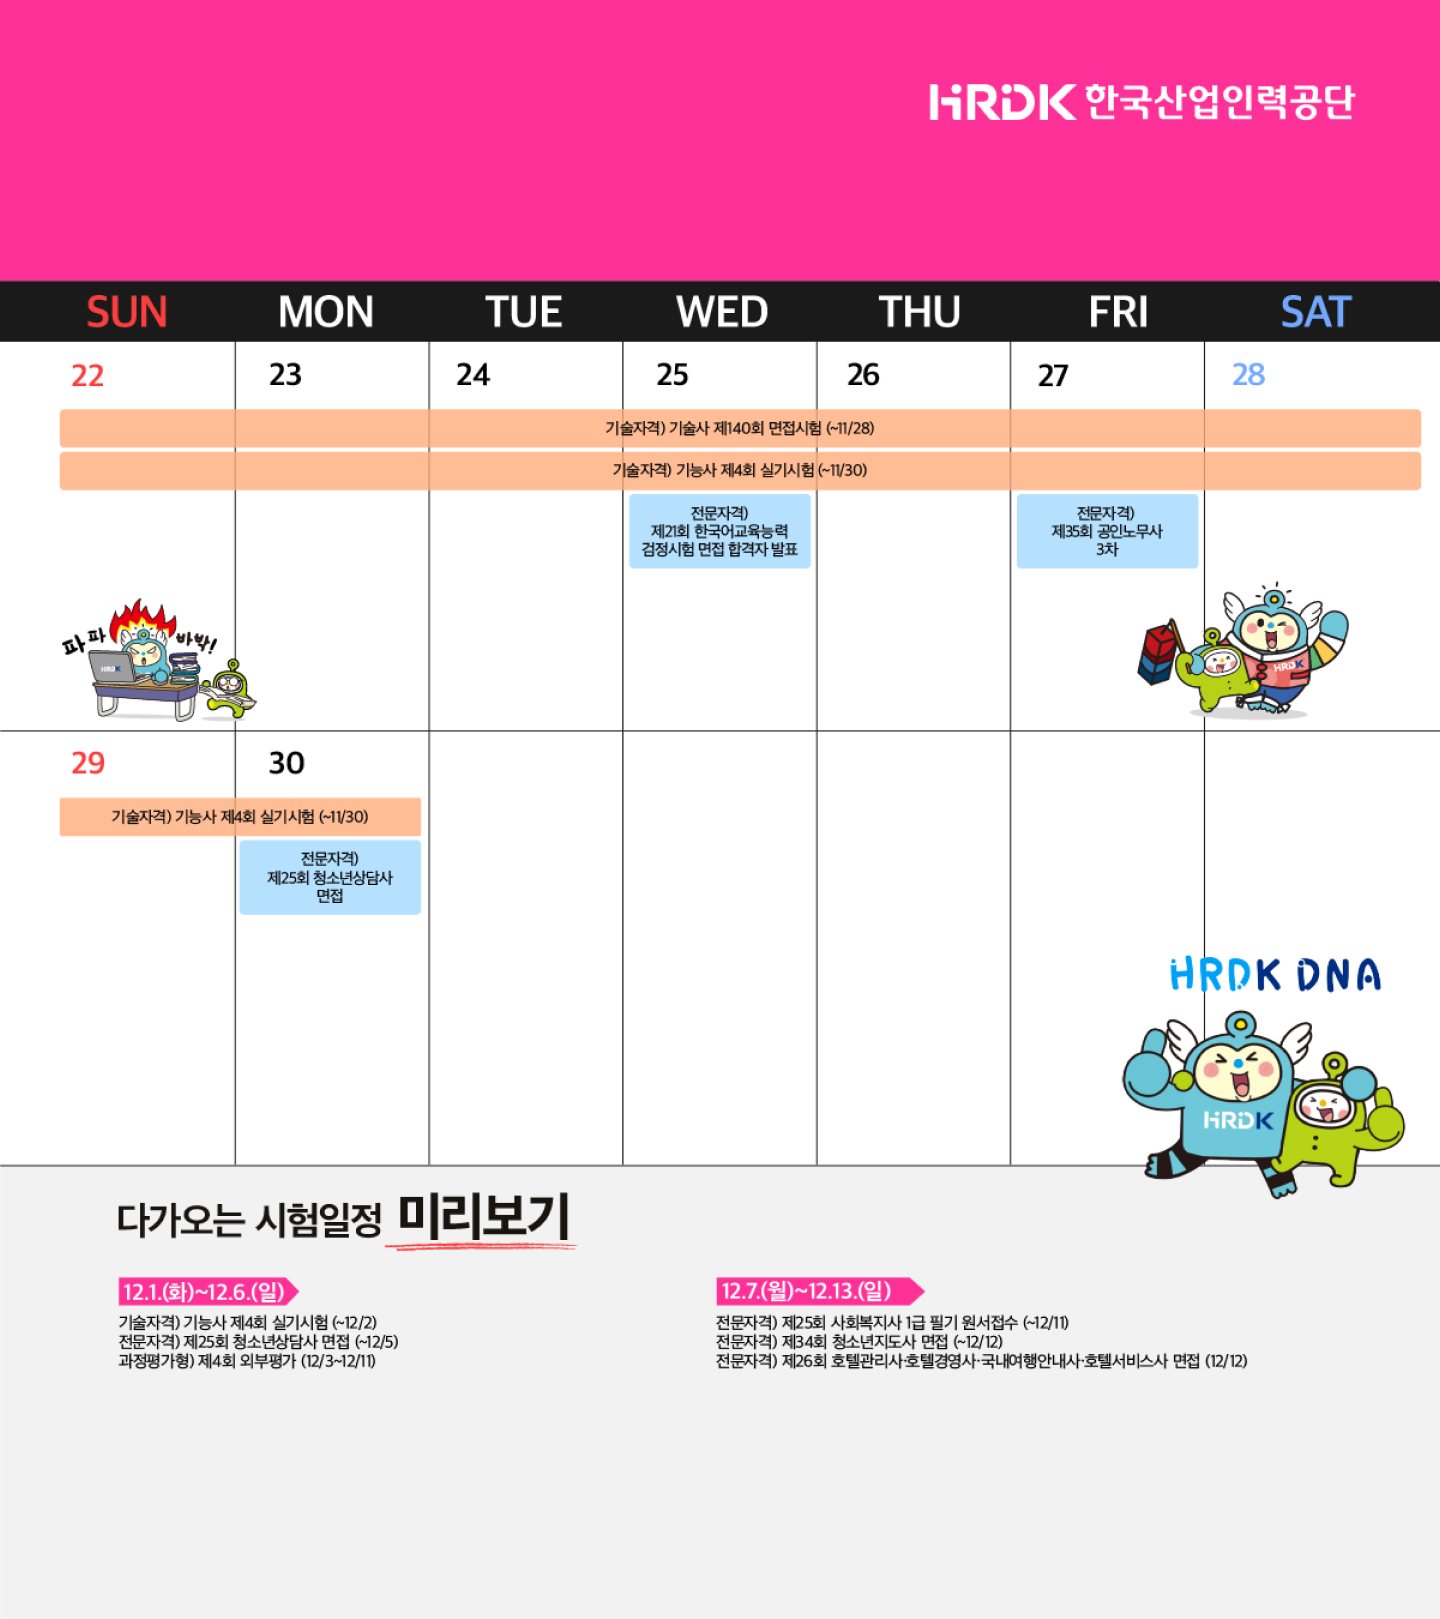 HRDK 한국산업인력공단
SUN MON TUE WED THU FRI SAT
22 23 24 25 26 27 28
기술자격) 기술사 제140회 면접시험 (~11/28)
기술자격) 기능사 제4회 실기시험 (~11/30)
전문자격)
제21회 한국어교육능력
검정시험 면접 합격자 발표
전문자격)
제35회 공인노무사
3차
파파 바박!
HRDK
HRDK
29 30
기술자격) 기능사 제4회 실기시험 (~11/30)
전문자격)
제25회 청소년상담사
면접
HRDK DNA
HRDK
다가오는 시험일정 미리보기
12.1.(화)~12.6.(일)
기술자격) 기능사 제4회 실기시험 (~12/2)
전문자격) 제25회 청소년상담사 면접 (~12/5)
과정평가형) 제4회 외부평가 (12/3~12/11)
12.7.(월)~12.13.(일)
전문자격) 제25회 사회복지사 1급 필기 원서접수 (~12/11)
전문자격) 제34회 청소년지도사 면접 (~12/12)
전문자격) 제26회 호텔관리사·호텔경영사·국내여행안내사·호텔서비스사 면접 (12/12)